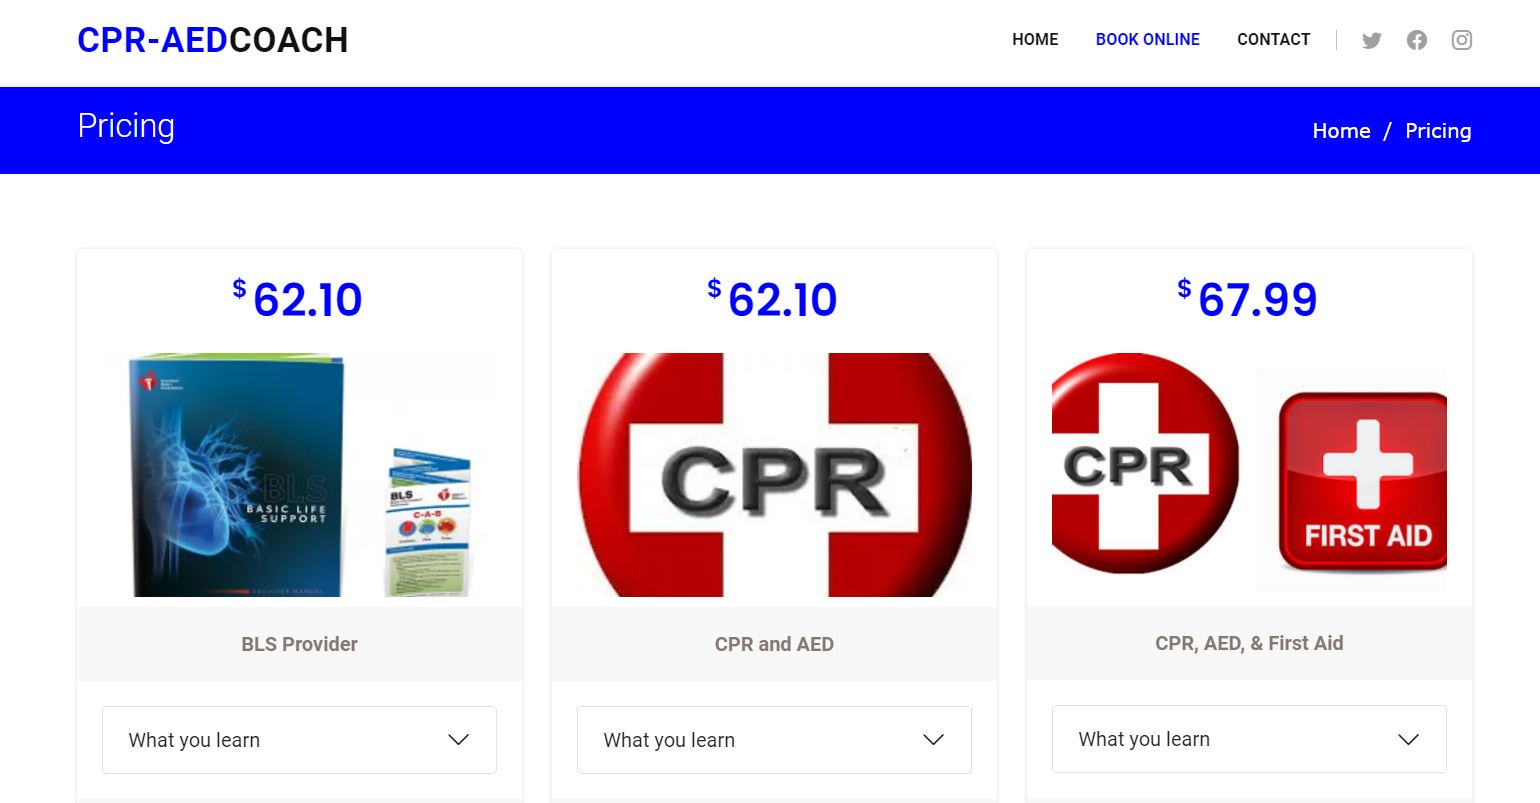 CPR-AEDCOACH
HOME
BOOK ONLINE
CONTACT
Pricing
Home / Pricing
$62.10
BLS
BASIC LIFE
SUPPORT
BLS
C-A-B
BLS Provider
What you learn
$62.10
CPR
CPR and AED
What you learn
$67.99
CPR
FIRST AID
CPR, AED, & First Aid
What you learn